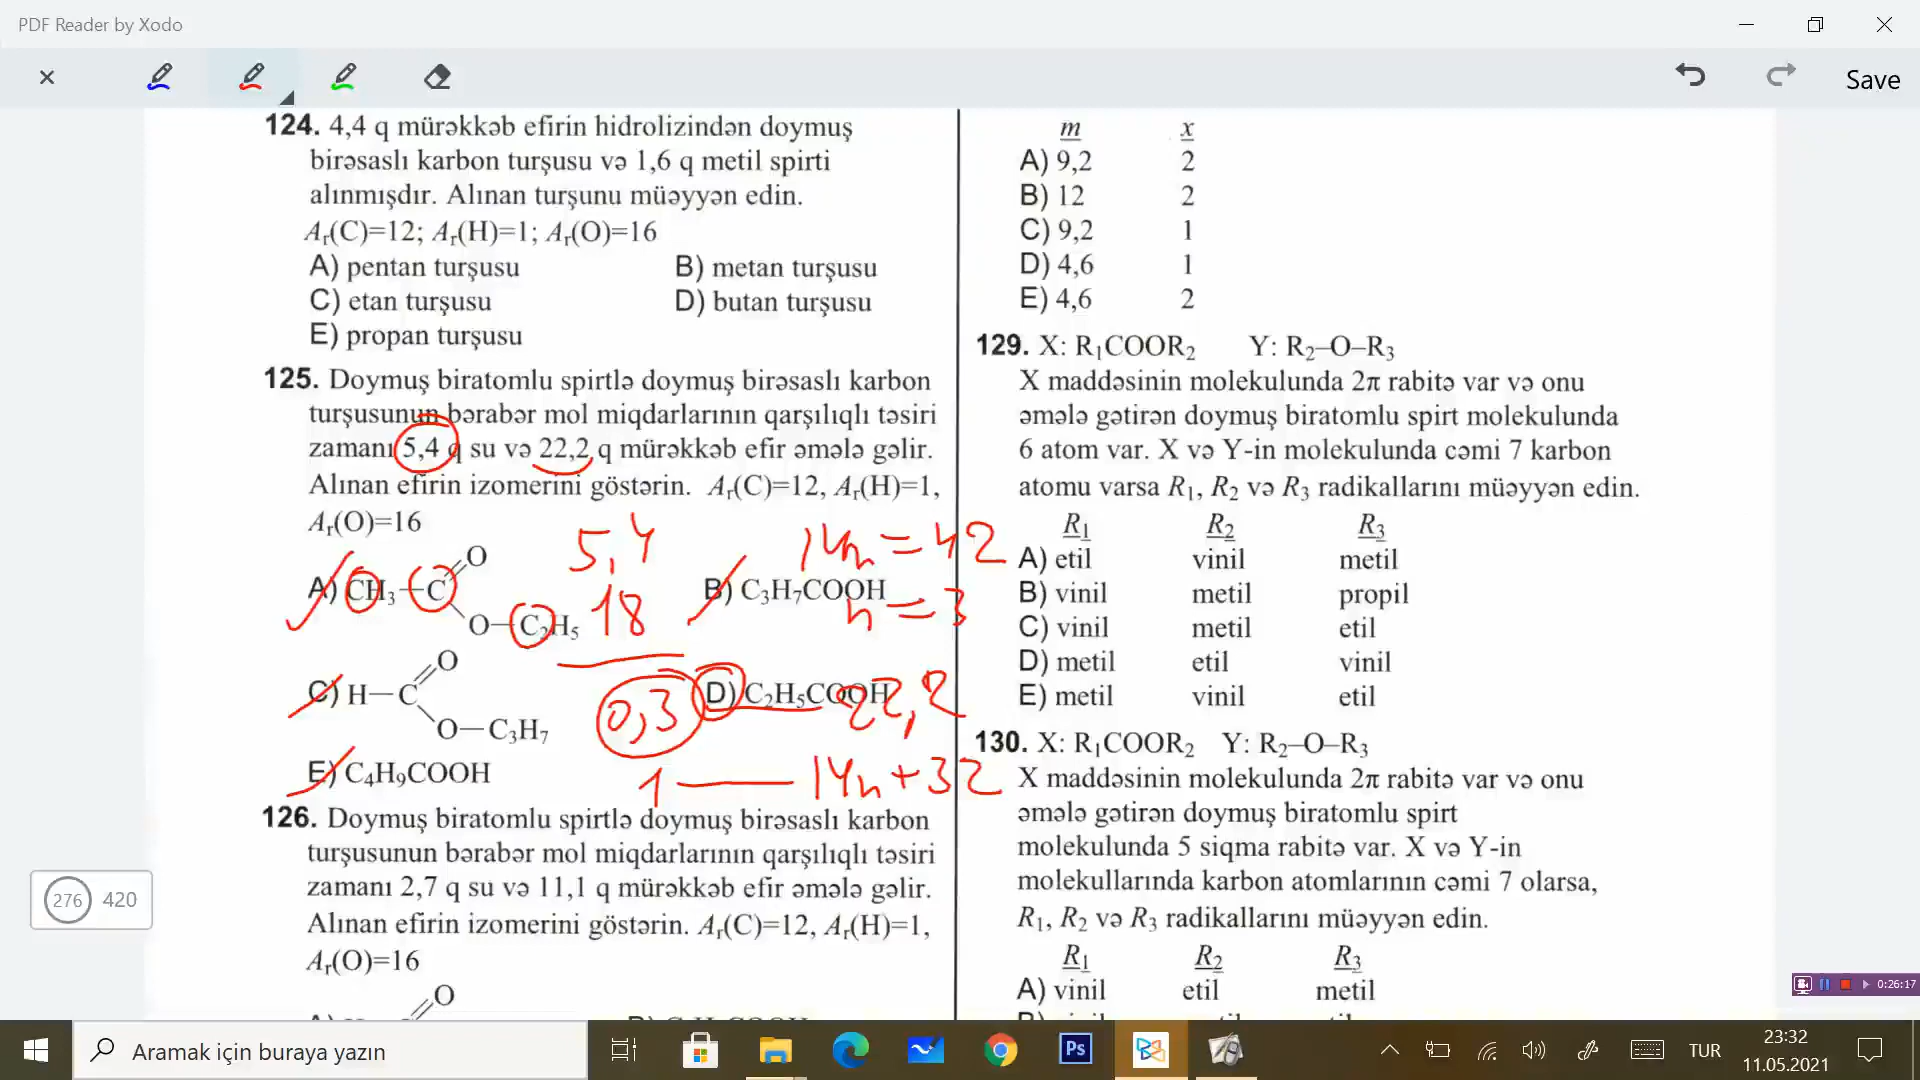 PDF Reader by Xodo
Save
124. 4,4 q mürəkkəb efirin hidrolizindən doymuş
birəsaslı karbon turşusu və 1,6 q metil spirti
alınmışdır. Alınan turşunu müəyyən edin.
Ar(C)=12; Ar(H)=1; Ar(O)=16
A) pentan turşusu B) metan turşusu
C) etan turşusu D) butan turşusu
E) propan turşusu
125. Doymuş biratomlu spirtlə doymuş birəsaslı karbon
turşusunun bərabər mol miqdarlarının qarşılıqlı təsiri
zamanı 5,4 q su və 22,2 q mürəkkəb efir əmələ gəlir.
Alınan efirin izomerini göstərin. Ar(C)=12, Ar(H)=1,
Ar(O)=16
5,4 14n=42
O
A) CH3–C B) C3H7COOH
18 n=3
O–C2H5
O
C) H–C D) C2H5COOH
0,3 22,2
O–C3H7
E) C4H9COOH
1 — 14n+32
126. Doymuş biratomlu spirtlə doymuş birəsaslı karbon
turşusunun bərabər mol miqdarlarının qarşılıqlı təsiri
zamanı 2,7 q su və 11,1 q mürəkkəb efir əmələ gəlir.
Alınan efirin izomerini göstərin. Ar(C)=12, Ar(H)=1,
Ar(O)=16
O
m x
A) 9,2 2
B) 12 2
C) 9,2 1
D) 4,6 1
E) 4,6 2
129. X: R1COOR2 Y: R2–O–R3
X maddəsinin molekulunda 2π rabitə var və onu
əmələ gətirən doymuş biratomlu spirt molekulunda
6 atom var. X və Y-in molekulunda cəmi 7 karbon
atomu varsa R1, R2 və R3 radikallarını müəyyən edin.
R1 R2 R3
A) etil vinil metil
B) vinil metil propil
C) vinil metil etil
D) metil etil vinil
E) metil vinil etil
130. X: R1COOR2 Y: R2–O–R3
X maddəsinin molekulunda 2π rabitə var və onu
əmələ gətirən doymuş biratomlu spirt
molekulunda 5 siqma rabitə var. X və Y-in
molekullarında karbon atomlarının cəmi 7 olarsa,
R1, R2 və R3 radikallarını müəyyən edin.
R1 R2 R3
A) vinil etil metil
276 420
0:26:17
Aramak için buraya yazın
Ps
TUR
23:32
11.05.2021